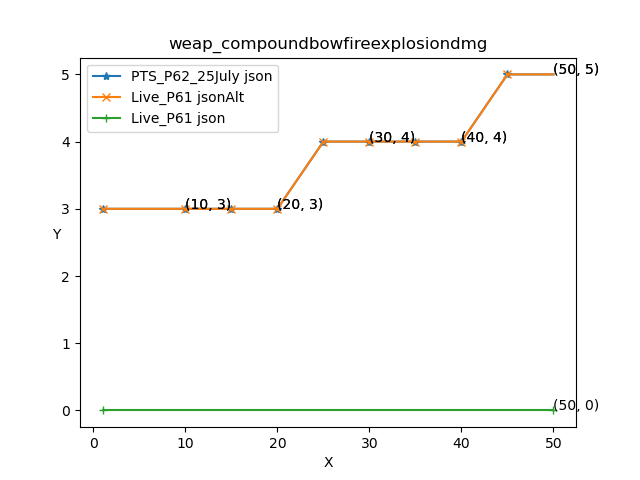 weap_compoundbowfireexplosiondmg
PTS_P62_25July json
Live_P61 jsonAlt
Live_P61 json
(50, 5)
(30, 4)
(40, 4)
(10, 3)
(20, 3)
(50, 0)
5
4
3
2
1
0
Y
0 10 20 30 40 50
X